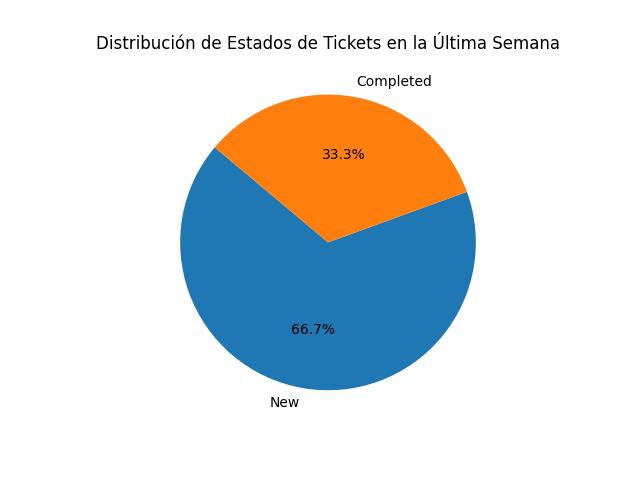 Distribución de Estados de Tickets en la Última Semana
Completed
33.3%
66.7%
New